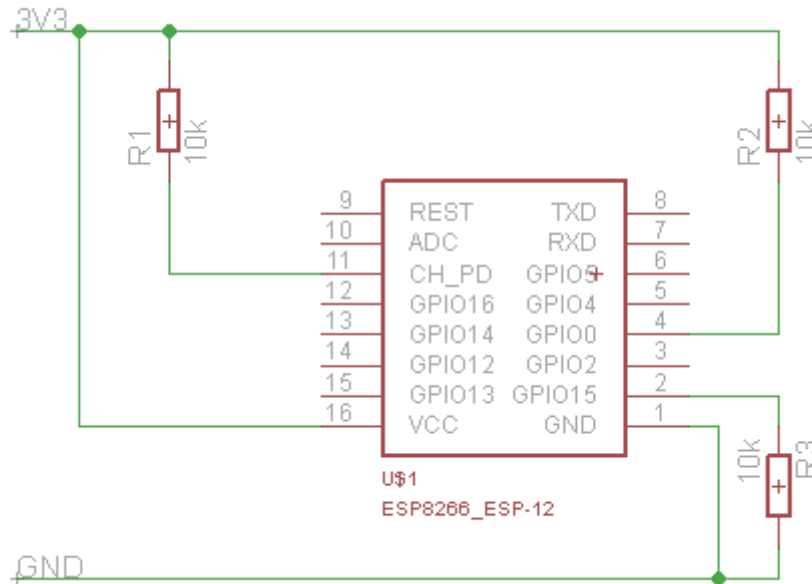 3V3
R1
10k
R2
10k
9 REST TXD 8
10 ADC RXD 7
11 CH_PD GPIO5 6
12 GPIO16 GPIO4 5
13 GPIO14 GPIO0 4
14 GPIO12 GPIO2 3
15 GPIO13 GPIO15 2
16 VCC GND 1
10k
R3
U$1
ESP8266_ESP-12
GND